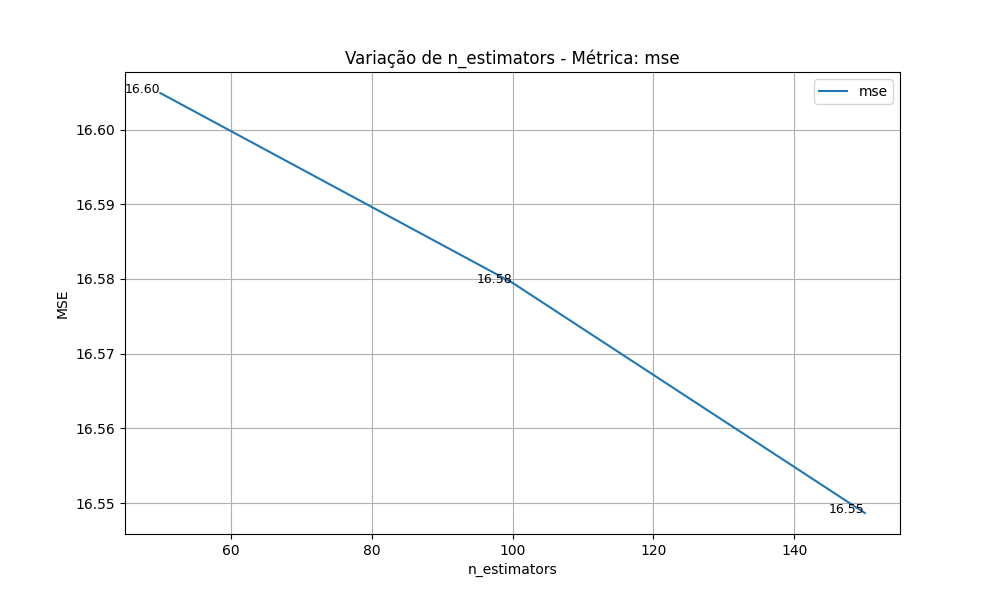 Variação de n_estimators - Métrica: mse
mse
16.60
16.58
16.55
MSE
16.60
16.59
16.58
16.57
16.56
16.55
60 80 100 120 140
n_estimators